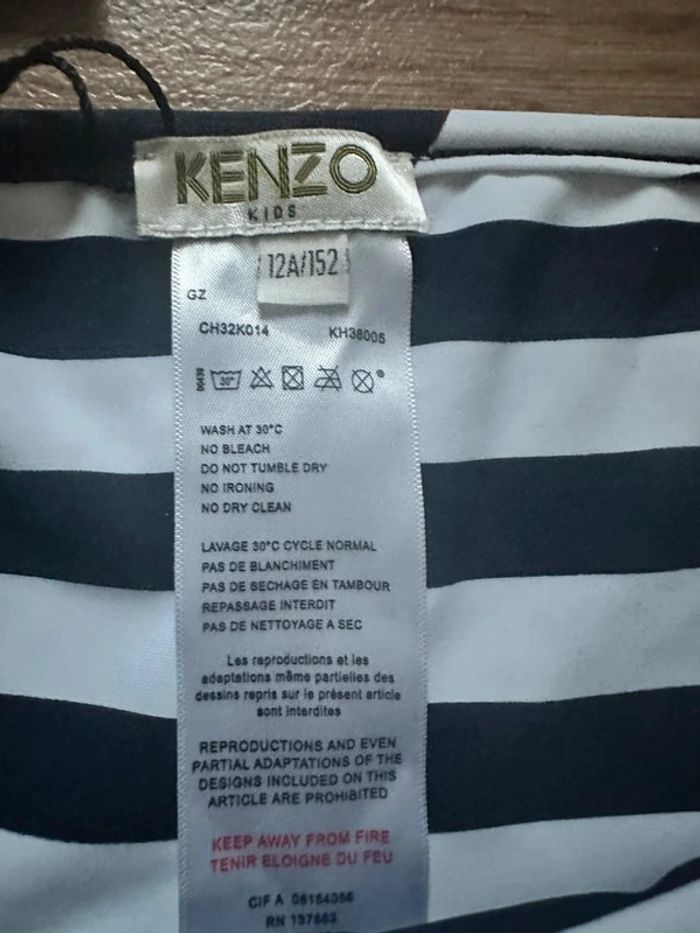 KENZO
KIDS
12A/152
GZ
CH32K014 KH38005
30°
WASH AT 30°C
NO BLEACH
DO NOT TUMBLE DRY
NO IRONING
NO DRY CLEAN
LAVAGE 30°C CYCLE NORMAL
PAS DE BLANCHIMENT
PAS DE SECHAGE EN TAMBOUR
REPASSAGE INTERDIT
PAS DE NETTOYAGE A SEC
Les reproductions et les
adaptations même partielles des
dessins repris sur le présent article
sont interdites
REPRODUCTIONS AND EVEN
PARTIAL ADAPTATIONS OF THE
DESIGNS INCLUDED ON THIS
ARTICLE ARE PROHIBITED
KEEP AWAY FROM FIRE
TENIR ELOIGNE DU FEU
CIF A 08154056
RN 137663